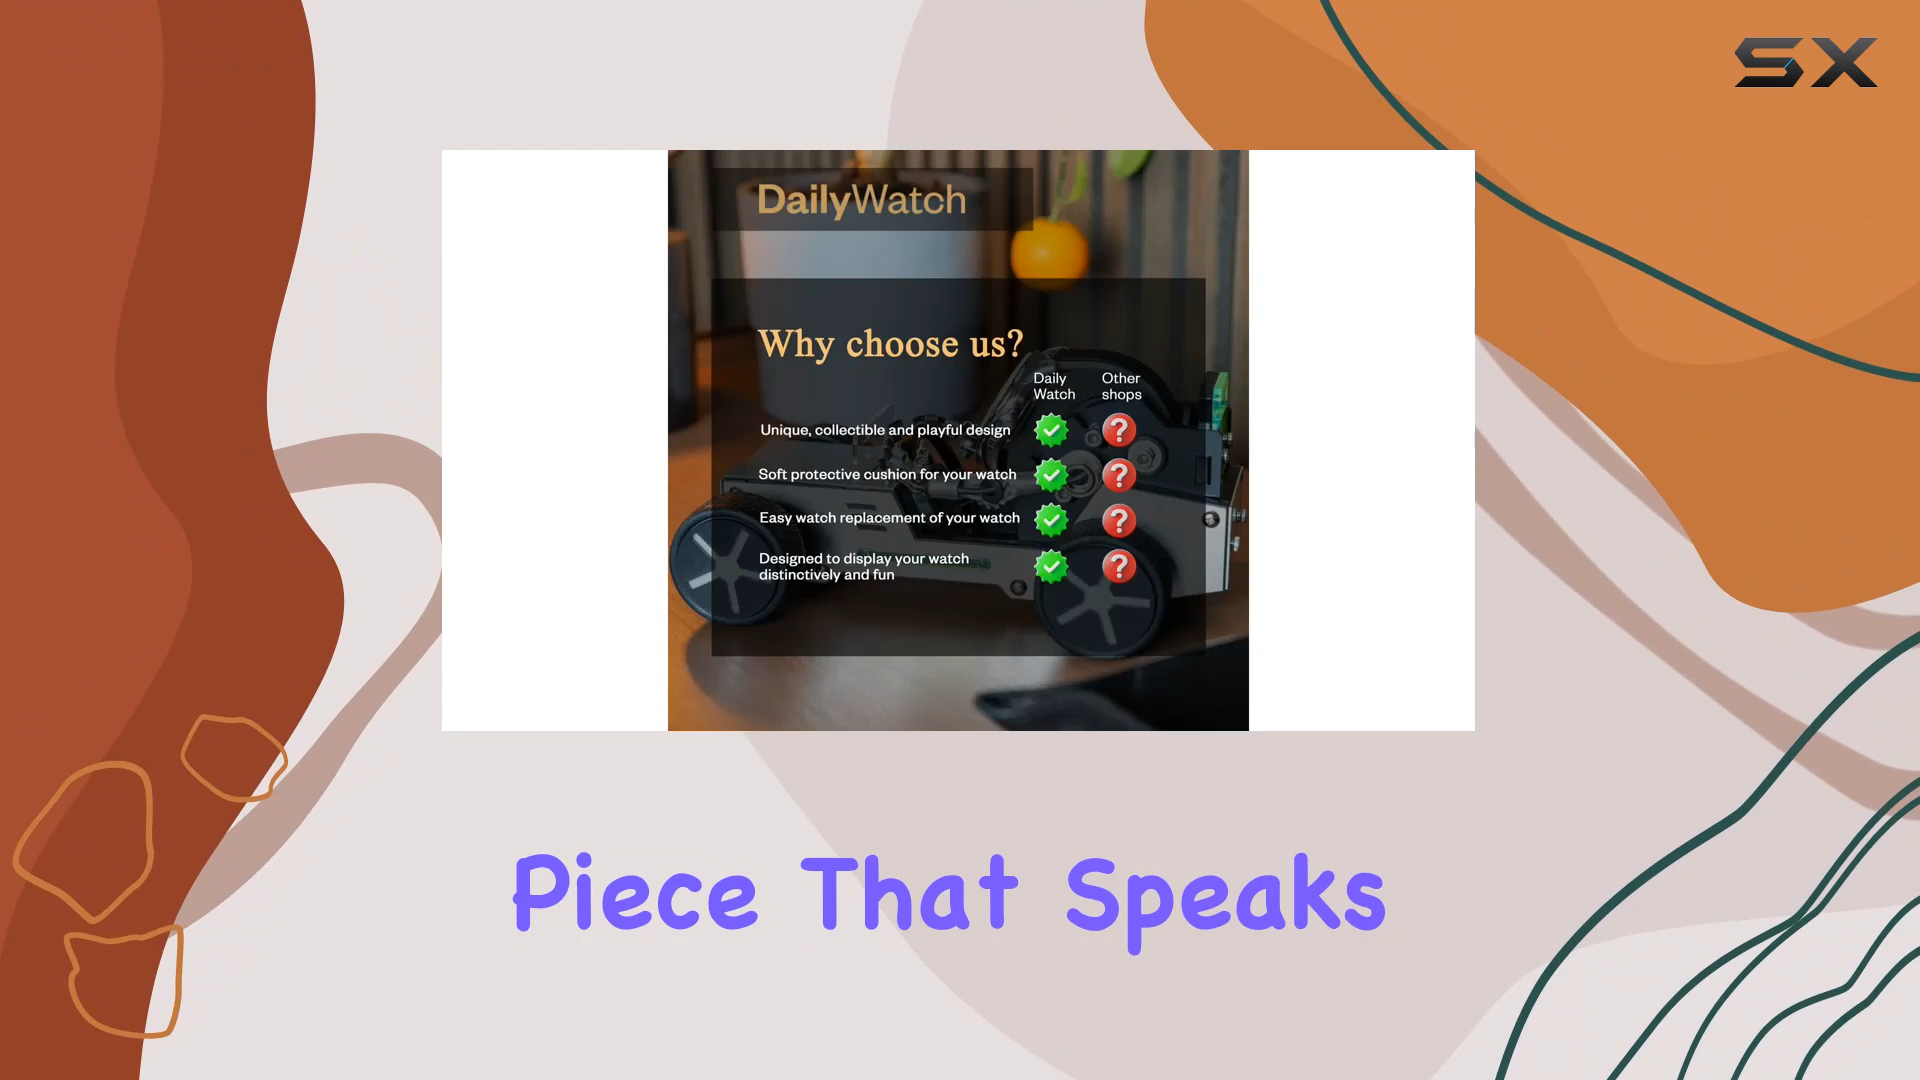 SX
DailyWatch
Why choose us?
Daily Other
Watch shops
Unique, collectible and playful design
Soft protective cushion for your watch
Easy watch replacement of your watch
Designed to display your watch
distinctively and fun
Piece That Speaks